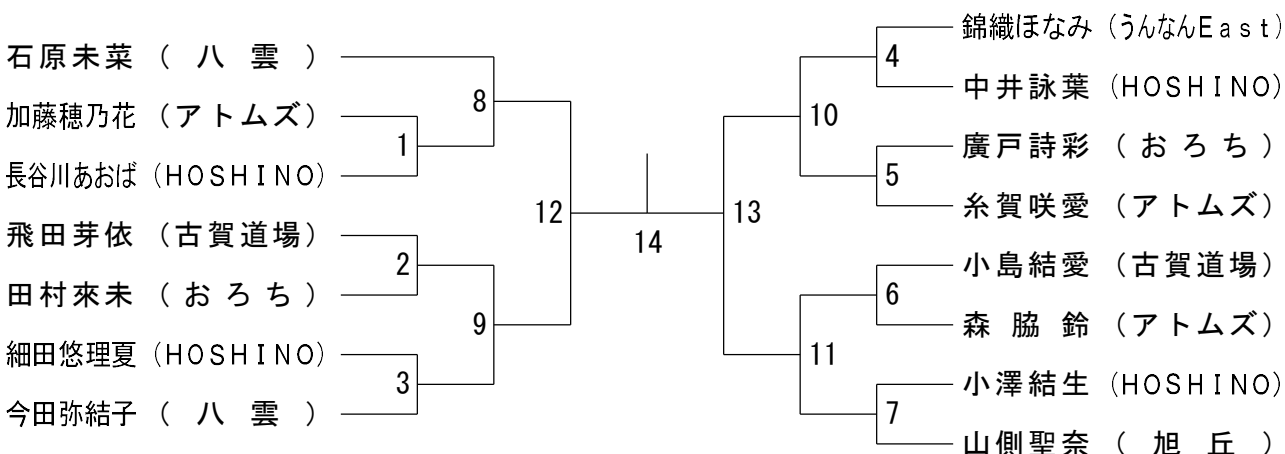 石原未菜（八雲）
加藤穂乃花（アトムズ）
長谷川あおば（HOSHINO）
飛田芽依（古賀道場）
田村來未（おろち）
細田悠理夏（HOSHINO）
今田弥結子（八雲）
8
1
2
9
3
12
14
13
10
11
4
5
6
7
錦織ほなみ（うんなんEast）
中井詠葉（HOSHINO）
廣戸詩彩（おろち）
糸賀咲愛（アトムズ）
小島結愛（古賀道場）
森脇鈴（アトムズ）
小澤結生（HOSHINO）
山側聖奈（旭丘）